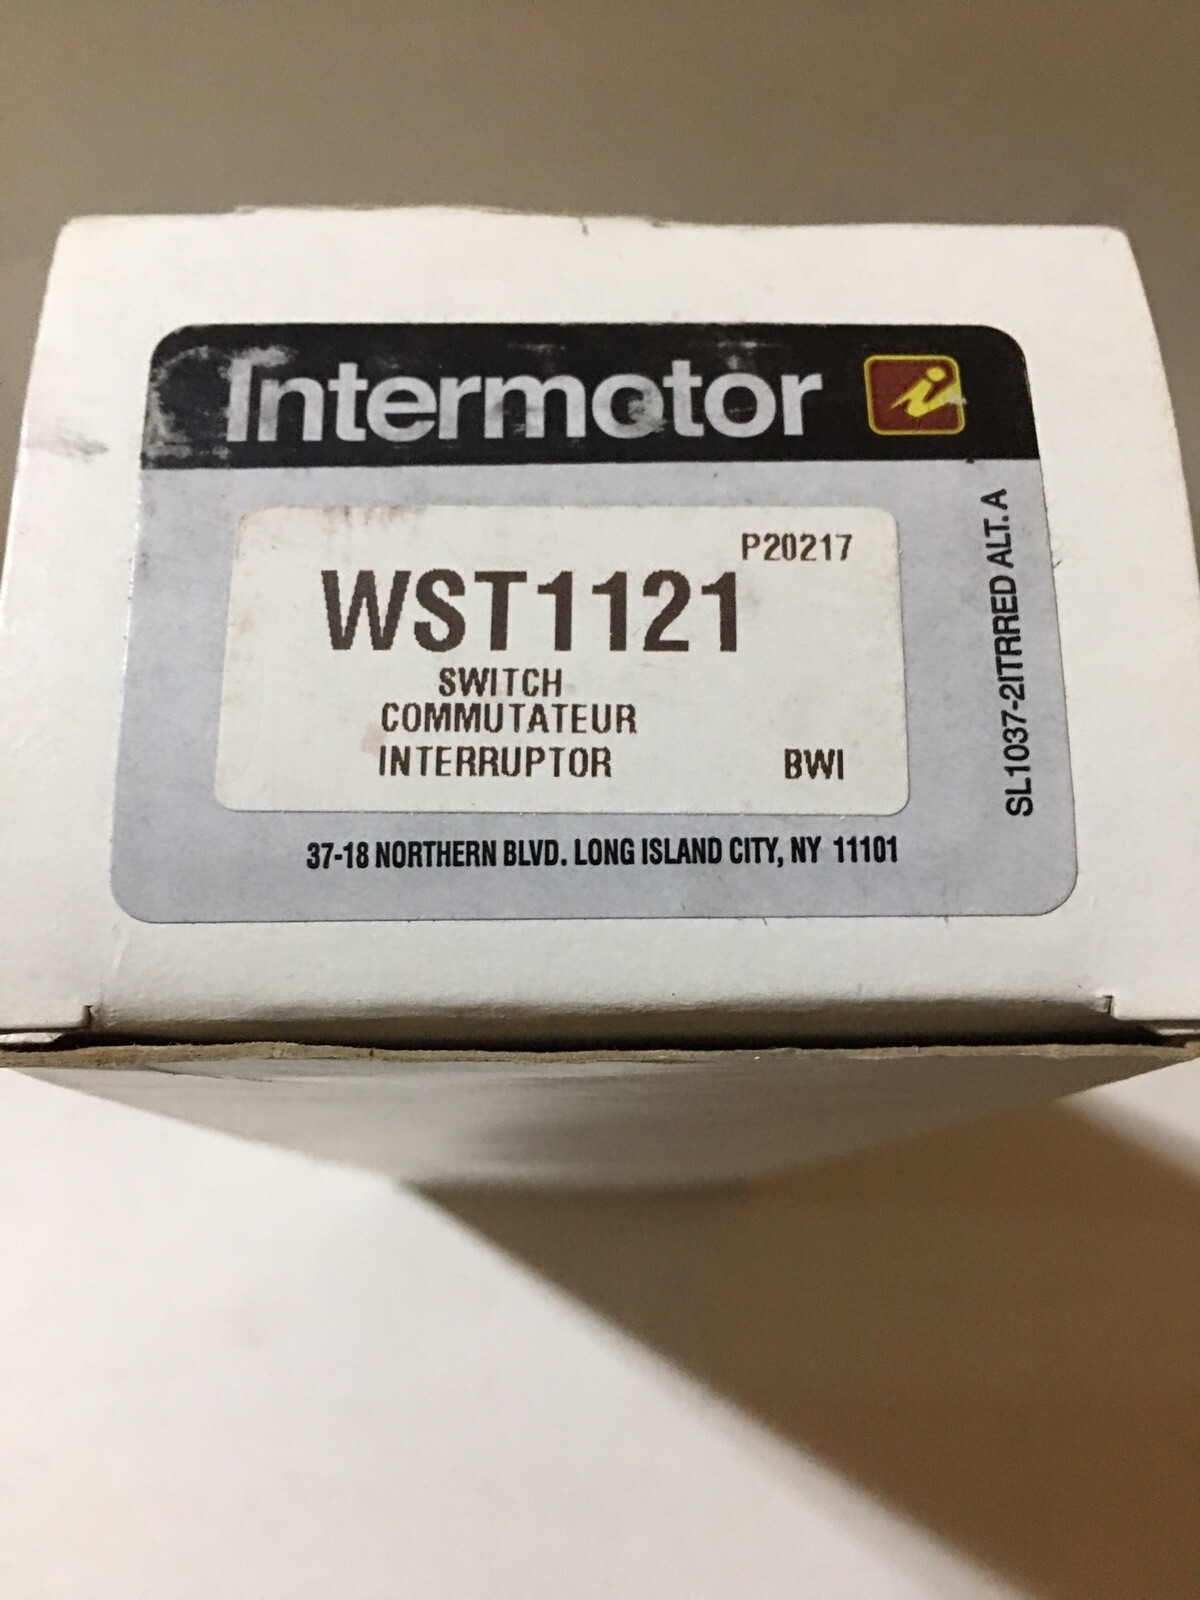 Intermotor i
P20217
WST1121
SWITCH
COMMUTATEUR
INTERRUPTOR BWI
37-18 NORTHERN BLVD. LONG ISLAND CITY, NY 11101
SL1037-2ITRRED ALT. A